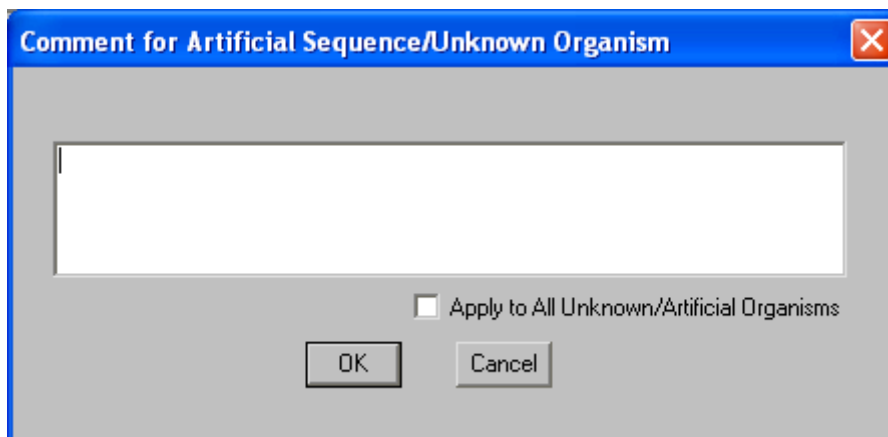 Comment for Artificial Sequence/Unknown Organism
Apply to All Unknown/Artificial Organisms
OK
Cancel